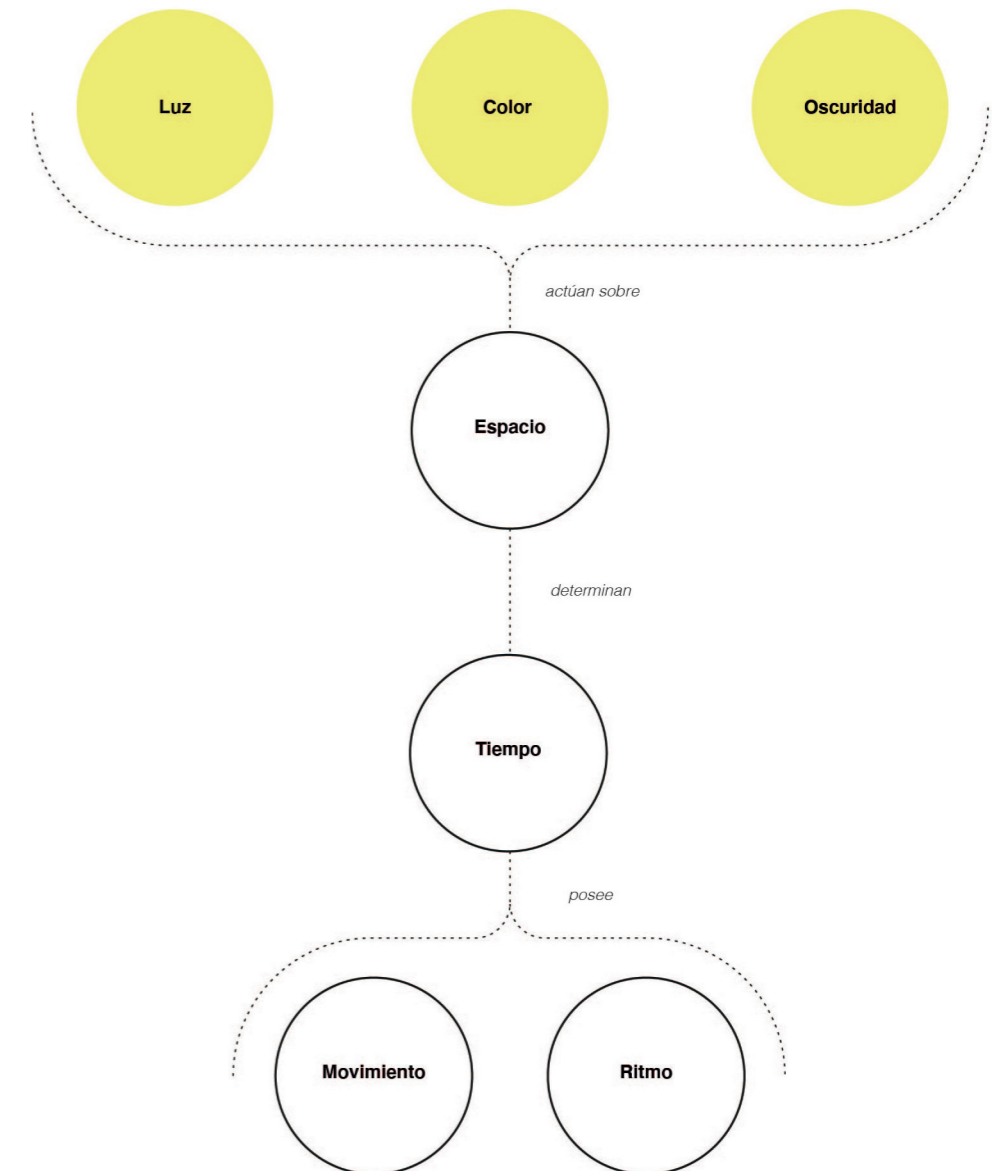 Luz
Color
Oscuridad
actúan sobre
Espacio
determinan
Tiempo
posee
Movimiento
Ritmo